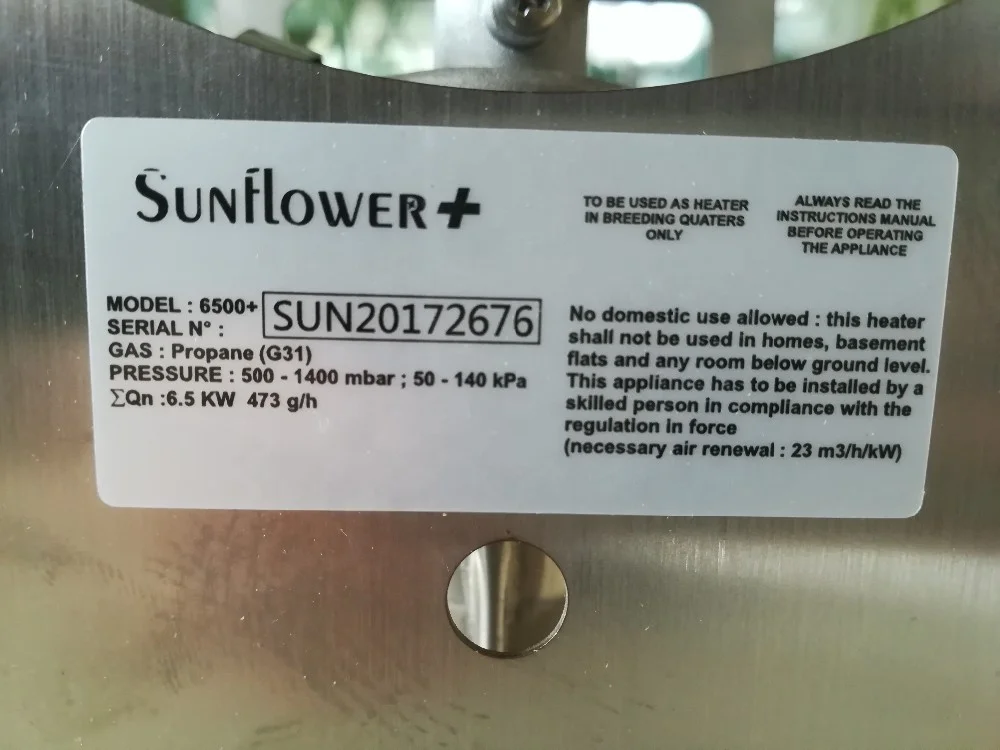 SUNflOWER+
TO BE USED AS HEATER
IN BREEDING QUATERS
ONLY
ALWAYS READ THE
INSTRUCTIONS MANUAL
BEFORE OPERATING
THE APPLIANCE
MODEL : 6500+
SERIAL N° :
SUN20172676
GAS : Propane (G31)
PRESSURE : 500 - 1400 mbar ; 50 - 140 kPa
∑Qn :6.5 KW 473 g/h
No domestic use allowed : this heater
shall not be used in homes, basement
flats and any room below ground level.
This appliance has to be installed by a
skilled person in compliance with the
regulation in force
(necessary air renewal : 23 m3/h/kW)